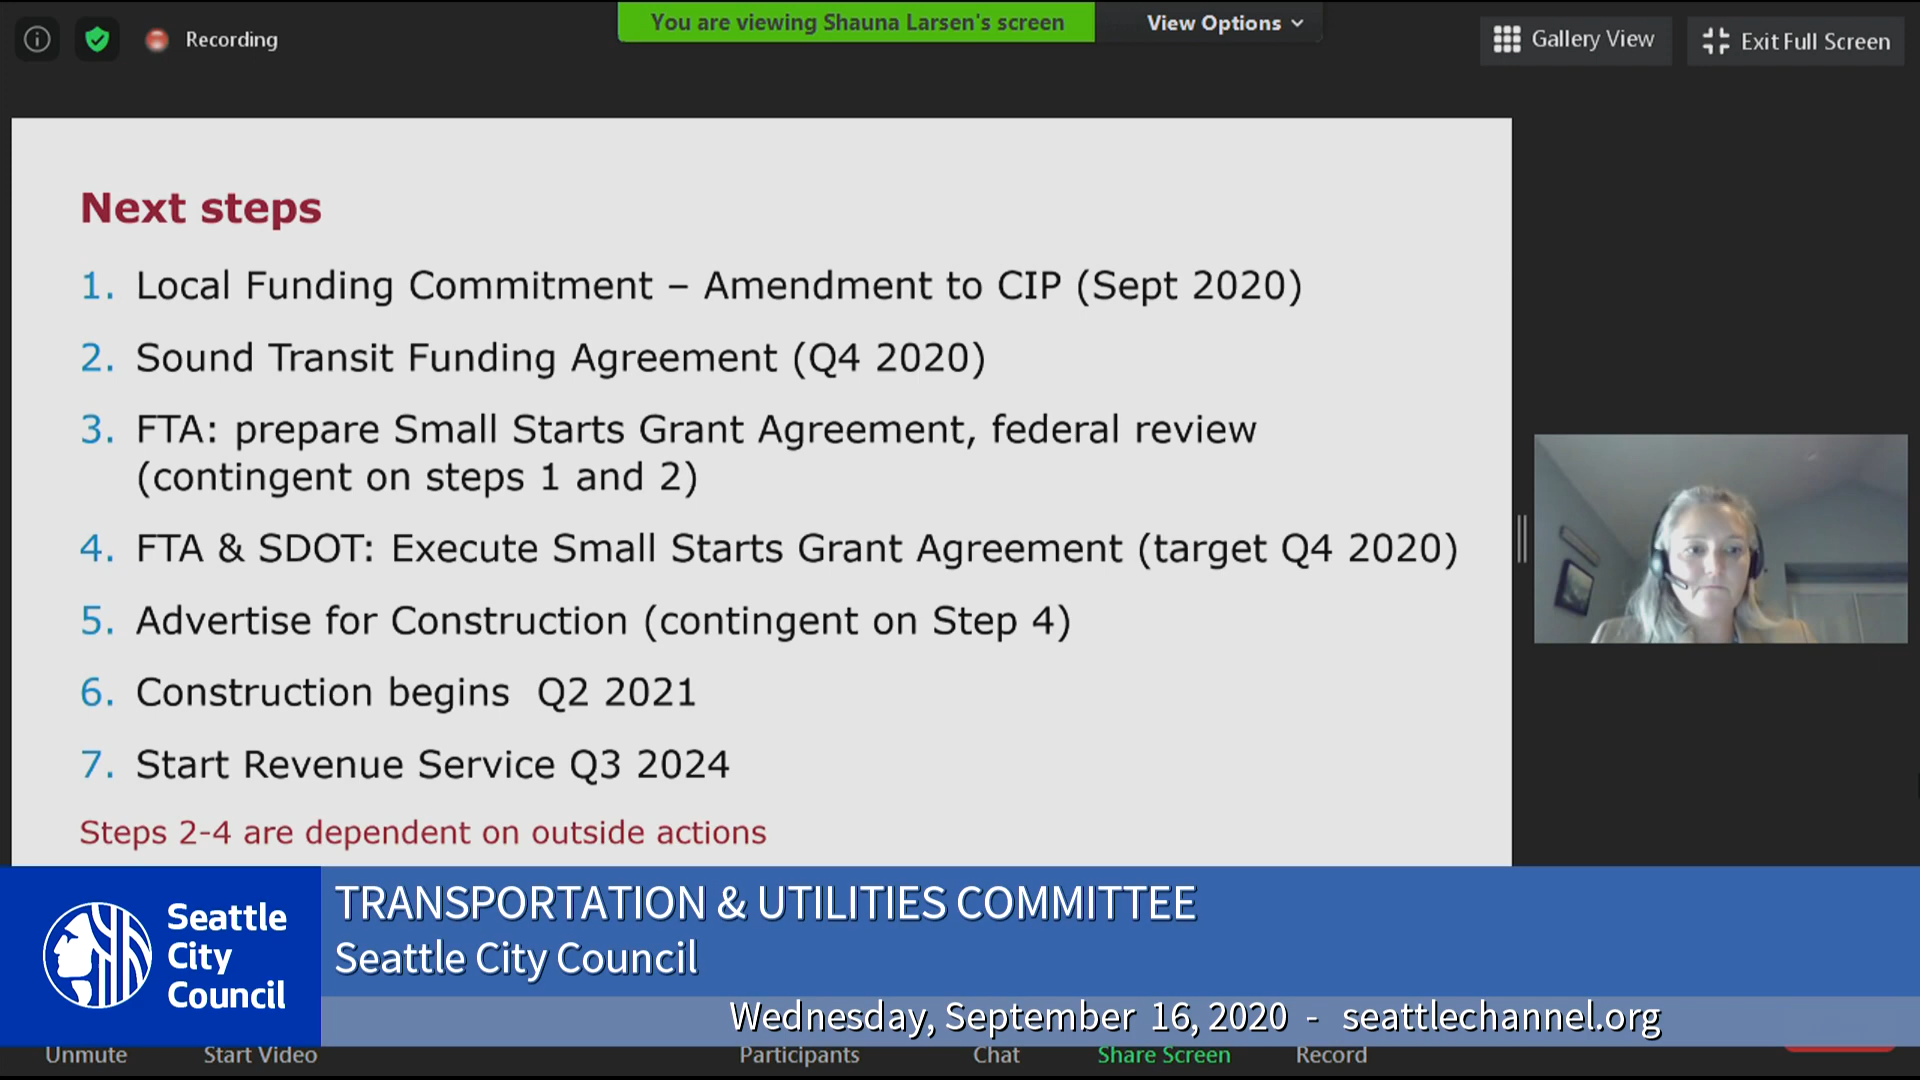 Recording
You are viewing Shauna Larsen's screen
View Options
Gallery View
Exit Full Screen
Next steps
1. Local Funding Commitment – Amendment to CIP (Sept 2020)
2. Sound Transit Funding Agreement (Q4 2020)
3. FTA: prepare Small Starts Grant Agreement, federal review
(contingent on steps 1 and 2)
4. FTA & SDOT: Execute Small Starts Grant Agreement (target Q4 2020)
5. Advertise for Construction (contingent on Step 4)
6. Construction begins Q2 2021
7. Start Revenue Service Q3 2024
Steps 2-4 are dependent on outside actions
Seattle
City
Council
TRANSPORTATION & UTILITIES COMMITTEE
Seattle City Council
Wednesday, September 16, 2020 - seattlechannel.org
Unmute
Start Video
Participants
Chat
Share Screen
Record